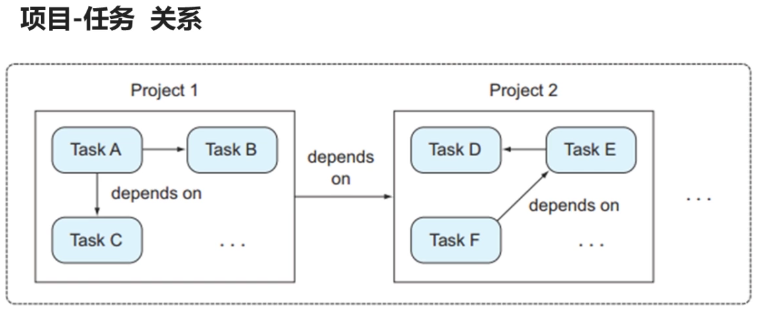 项目-任务 关系
Project 1
Project 2
Task A
Task B
depends on
Task C
...
depends
on
Task D
Task E
depends on
Task F
...
...